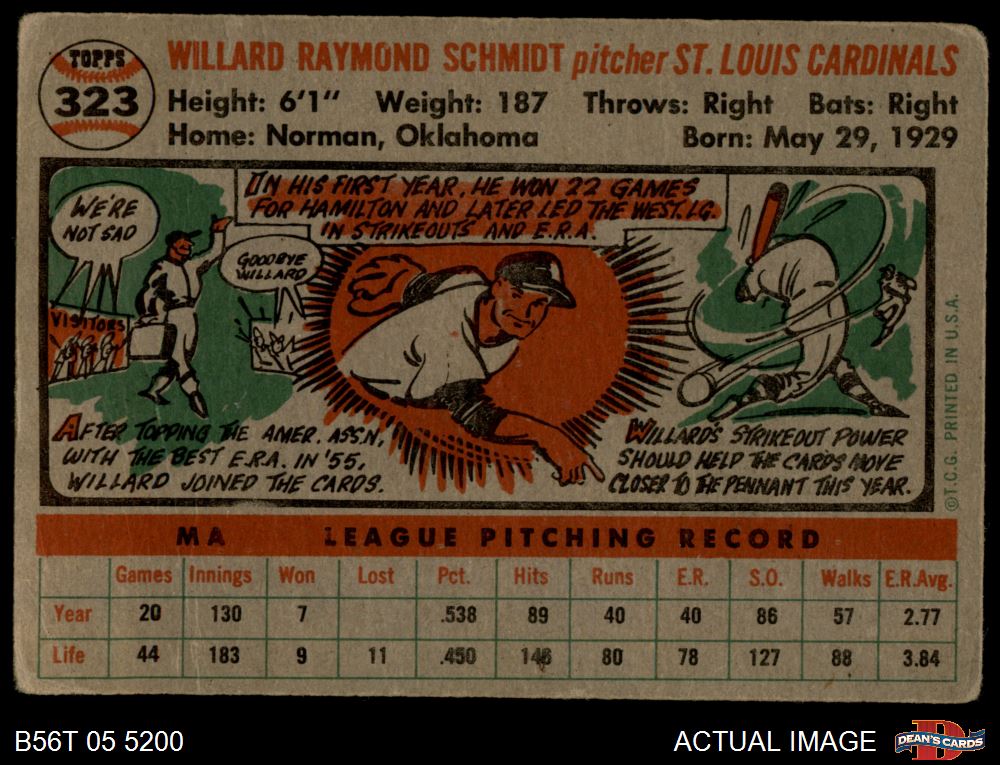 TOPPS
323
WILLARD RAYMOND SCHMIDT pitcher ST. LOUIS CARDINALS
Height: 6'1" Weight: 187 Throws: Right Bats: Right
Home: Norman, Oklahoma Born: May 29, 1929
WE'RE
NOT SAD
VISITORS
GOODBYE
WILLARD
IN HIS FIRST YEAR, HE WON 22 GAMES
FOR HAMILTON AND LATER LED THE WEST. LG.
IN STRIKEOUTS AND E.R.A.
AFTER TOPPING THE AMER. ASS.N,
WITH THE BEST E.R.A. IN '55,
WILLARD JOINED THE CARDS.
WILLARD'S STRIKEOUT POWER
SHOULD HELP THE CARDS MOVE
CLOSER TO THE PENNANT THIS YEAR.
©T.C.G. PRINTED IN U.S.A.
MA LEAGUE PITCHING RECORD
Games Innings Won Lost Pct. Hits Runs E.R. S.O. Walks E.R.Avg.
Year 20 130 7 .538 89 40 40 86 57 2.77
Life 44 183 9 11 .450 146 80 78 127 88 3.84
B56T 05 5200
ACTUAL IMAGE
DEAN'S CARDS